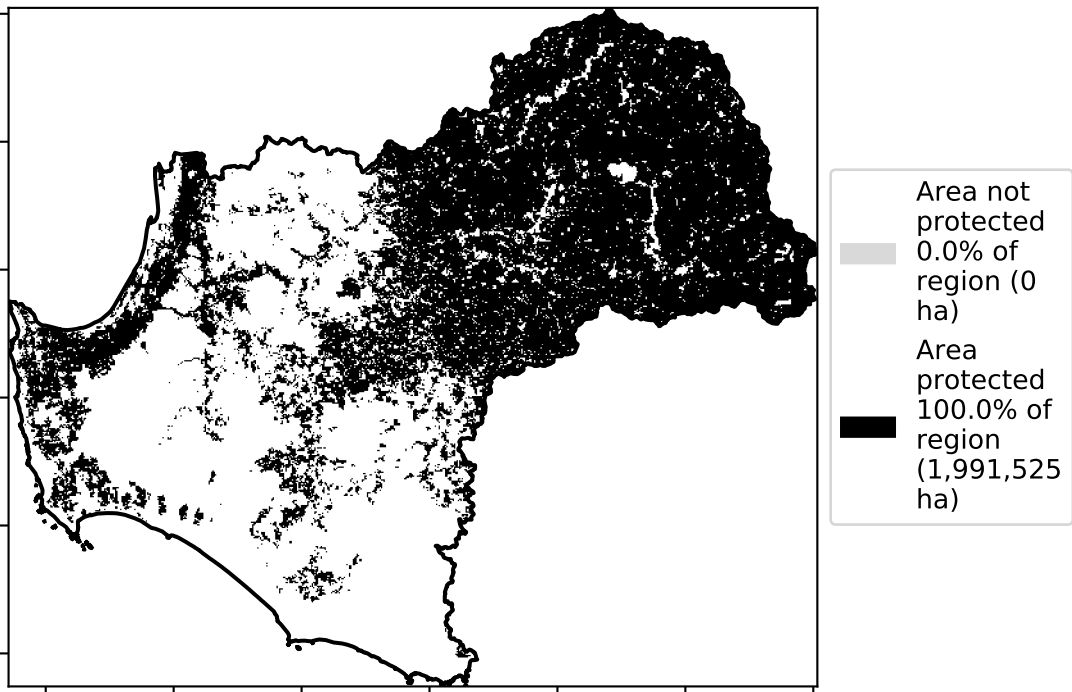 Area not
protected
0.0% of
region (0
ha)
Area
protected
100.0% of
region
(1,991,525
ha)